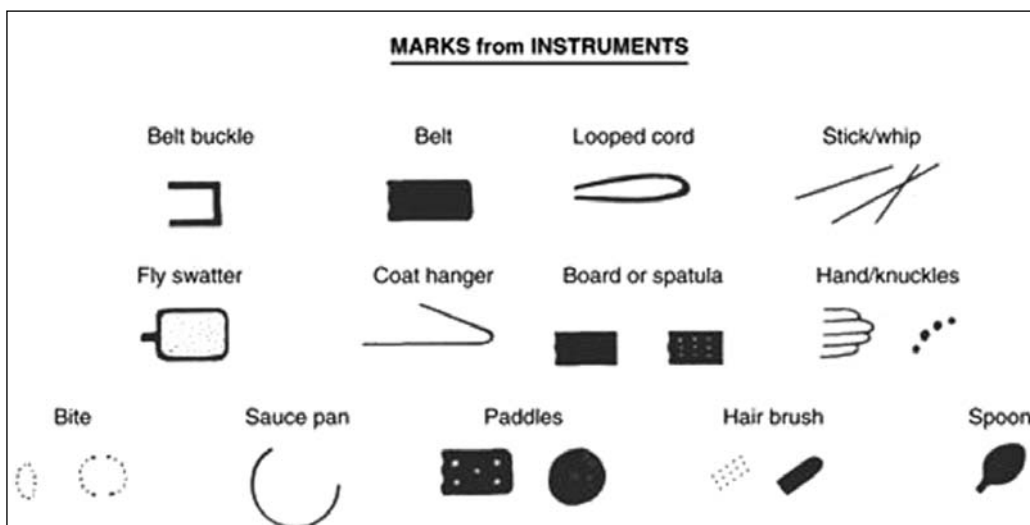 MARKS from INSTRUMENTS
Belt buckle Belt Looped cord Stick/whip
Fly swatter Coat hanger Board or spatula Hand/knuckles
Bite Sauce pan Paddles Hair brush Spoon